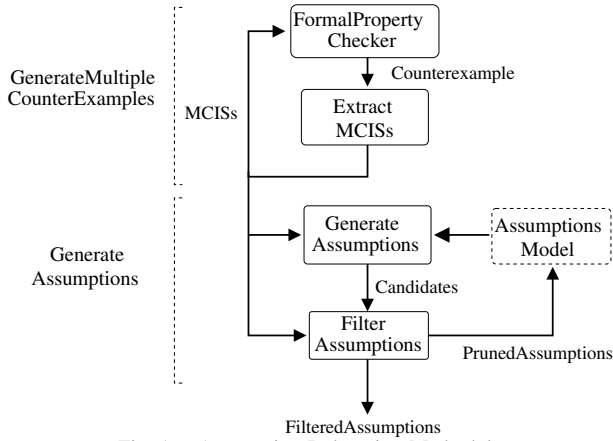 FormalProperty
Checker
Counterexample
GenerateMultiple
CounterExamples
MCISs
Extract
MCISs
Generate
Assumptions
Generate
Assumptions
Assumptions
Model
Candidates
Filter
Assumptions
PrunedAssumptions
FilteredAssumptions